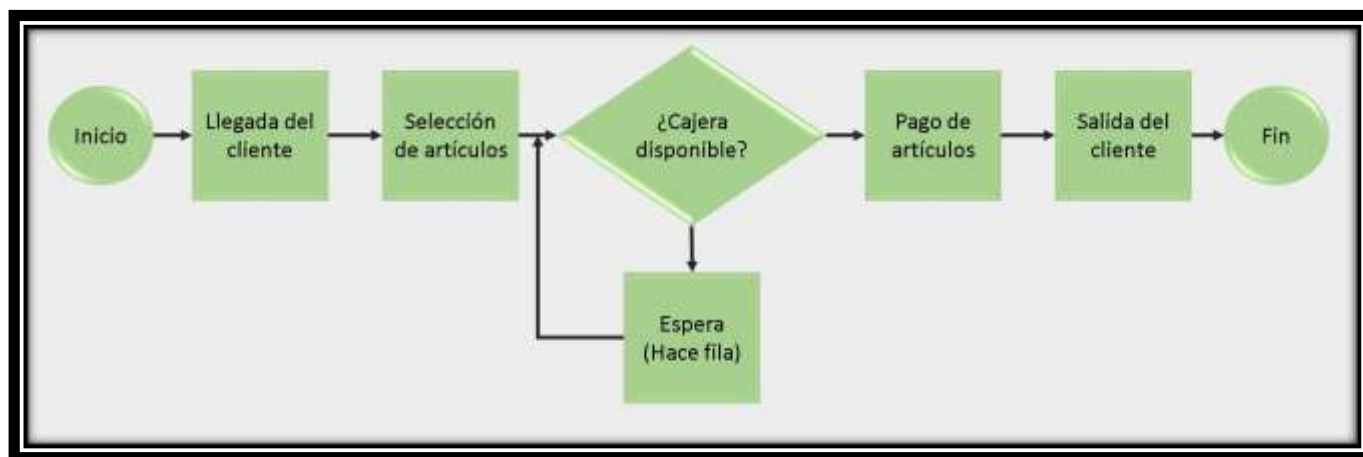 Inicio
Llegada del
cliente
Selección
de artículos
¿Cajera
disponible?
Pago de
artículos
Salida del
cliente
Fin
Espera
(Hace fila)